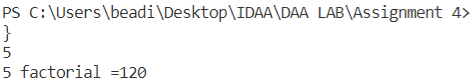 PS C:\Users\beadi\Desktop\IDAA\DAA LAB\Assignment 4>
}
5
5 factorial =120